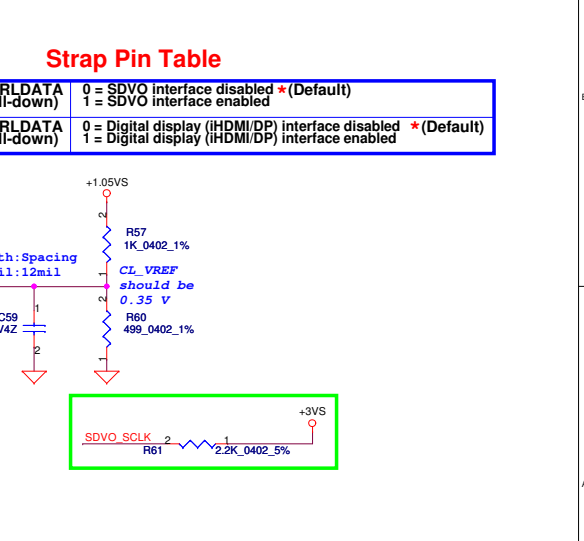 Strap Pin Table
RLDATA 0 = SDVO interface disabled *(Default)
ll-down) 1 = SDVO interface enabled
RLDATA 0 = Digital display (iHDMI/DP) interface disabled *(Default)
ll-down) 1 = Digital display (iHDMI/DP) interface enabled
+1.05VS
2
R57
1K_0402_1%
1
th:Spacing
il:12mil
CL_VREF
should be
0.35 V
2
R60
499_0402_1%
1
1
C59
V4Z
2
+3VS
SDVO_SCLK 2 1
R61 2.2K_0402_5%